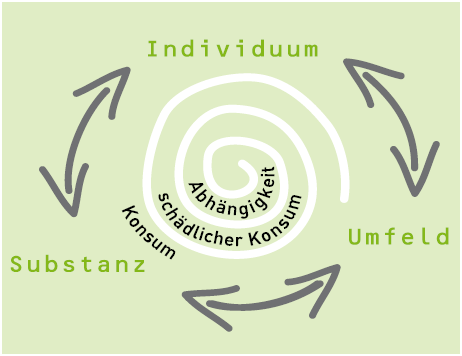 Individuum
Abhängigkeit
schädlicher Konsum
Konsum
Umfeld
Substanz